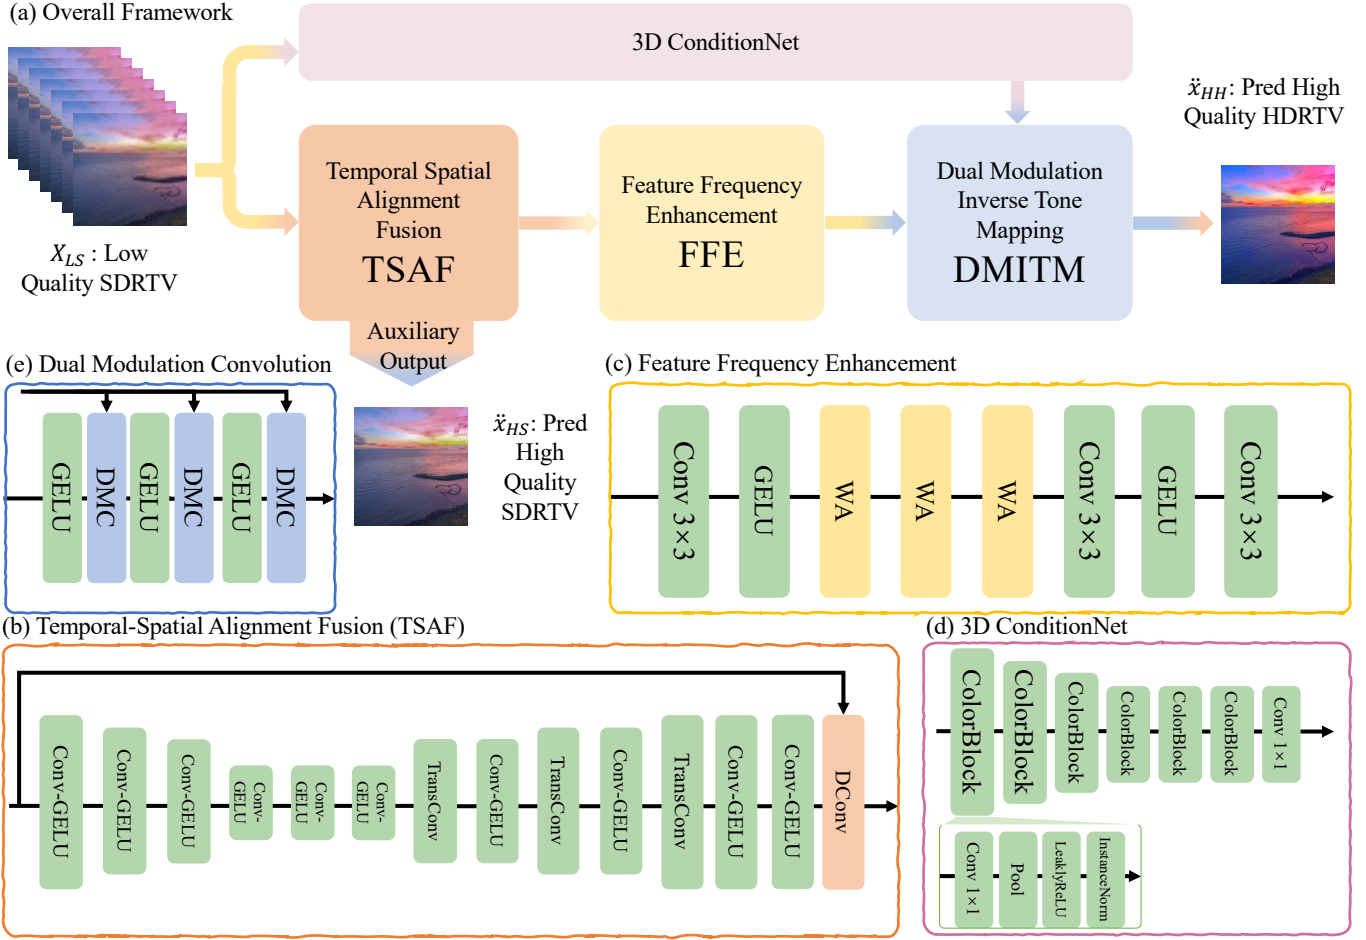 (a) Overall Framework
3D ConditionNet
X_LS : Low
Quality SDRTV
Temporal Spatial
Alignment
Fusion
TSAF
Feature Frequency
Enhancement
FFE
Dual Modulation
Inverse Tone
Mapping
DMITM
ẍ_HH: Pred High
Quality HDRTV
Auxiliary
Output
ẍ_HS: Pred
High
Quality
SDRTV
(e) Dual Modulation Convolution
GELU
DMC
GELU
DMC
GELU
DMC
(c) Feature Frequency Enhancement
Conv 3×3
GELU
WA
WA
WA
Conv 3×3
GELU
Conv 3×3
(b) Temporal-Spatial Alignment Fusion (TSAF)
Conv-GELU
Conv-GELU
Conv-GELU
Conv-
GELU
Conv-
GELU
Conv-
GELU
TransConv
Conv-GELU
TransConv
Conv-GELU
TransConv
Conv-GELU
Conv-GELU
DConv
(d) 3D ConditionNet
ColorBlock
ColorBlock
ColorBlock
ColorBlock
ColorBlock
ColorBlock
Conv 1×1
Conv 1×1
Pool
LeaklyReLU
InstanceNorm